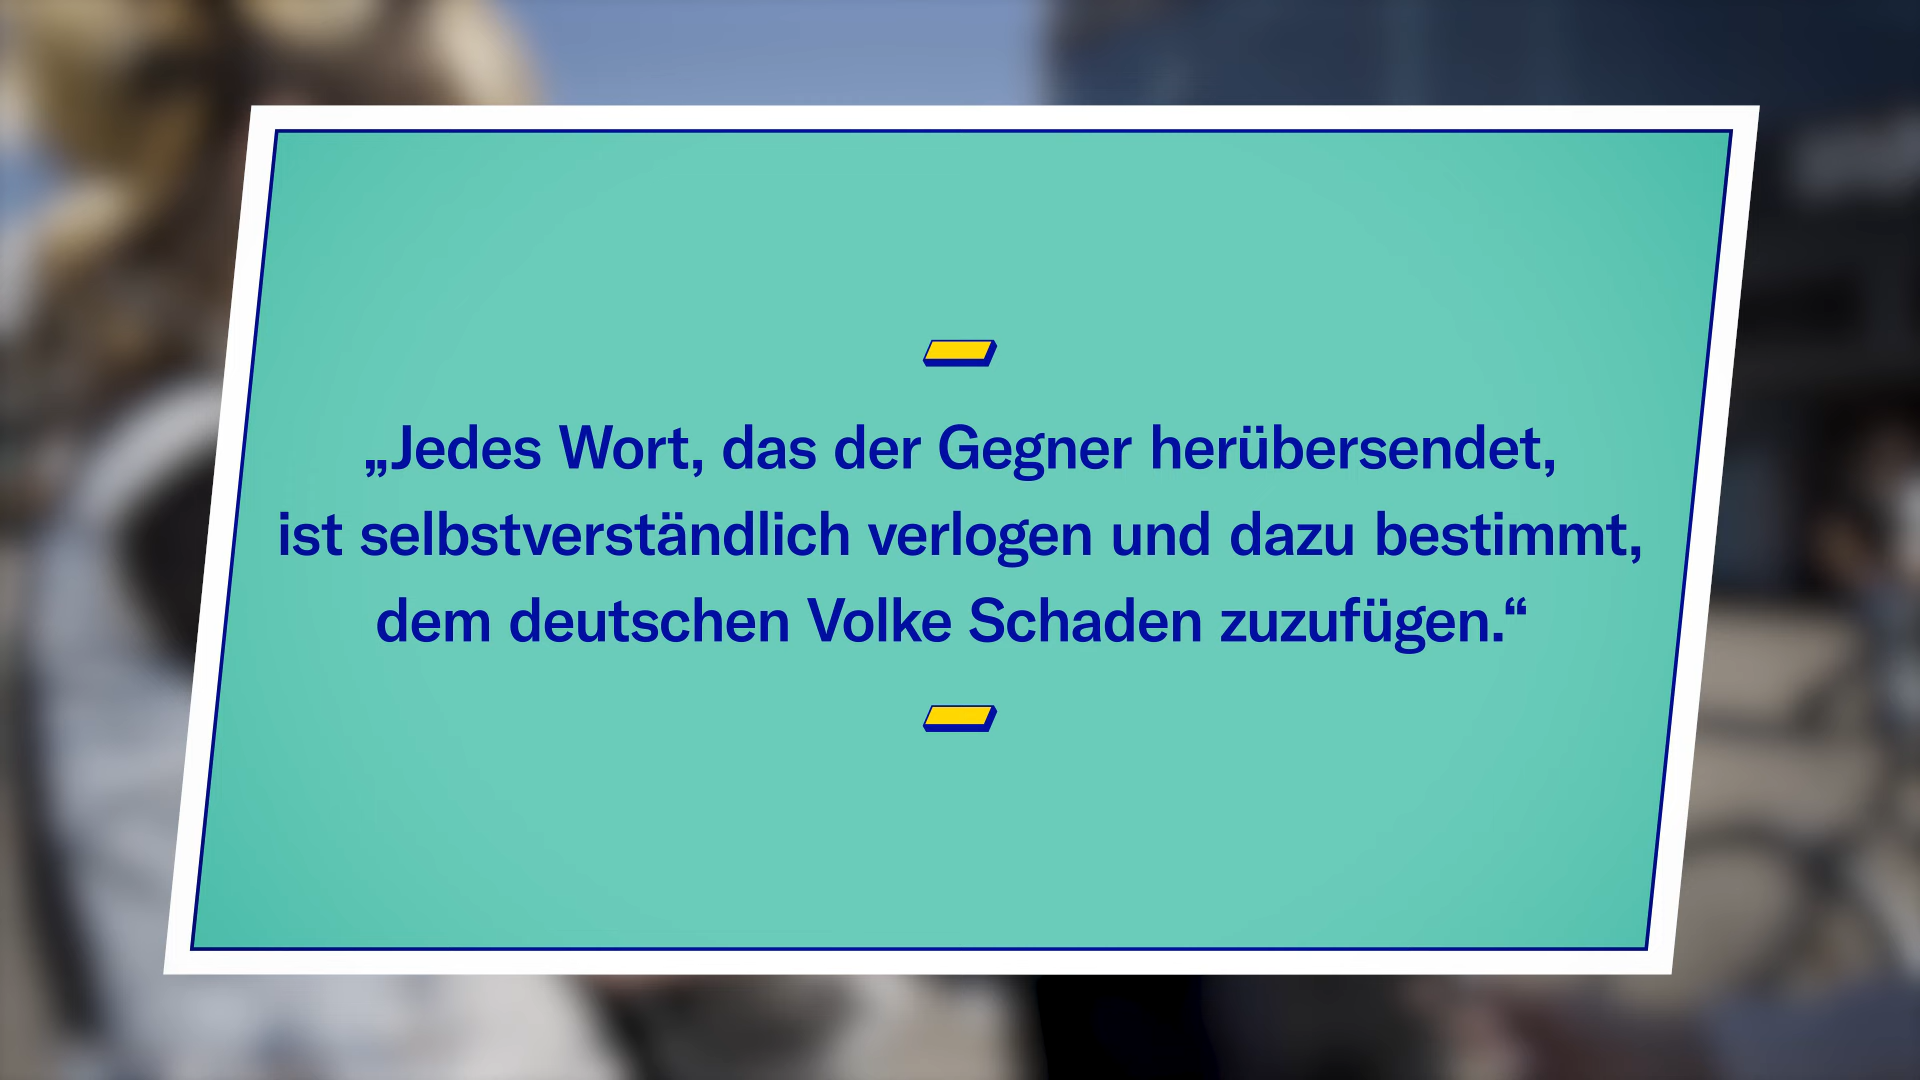 „Jedes Wort, das der Gegner herübersendet,
ist selbstverständlich verlogen und dazu bestimmt,
dem deutschen Volke Schaden zuzufügen.“